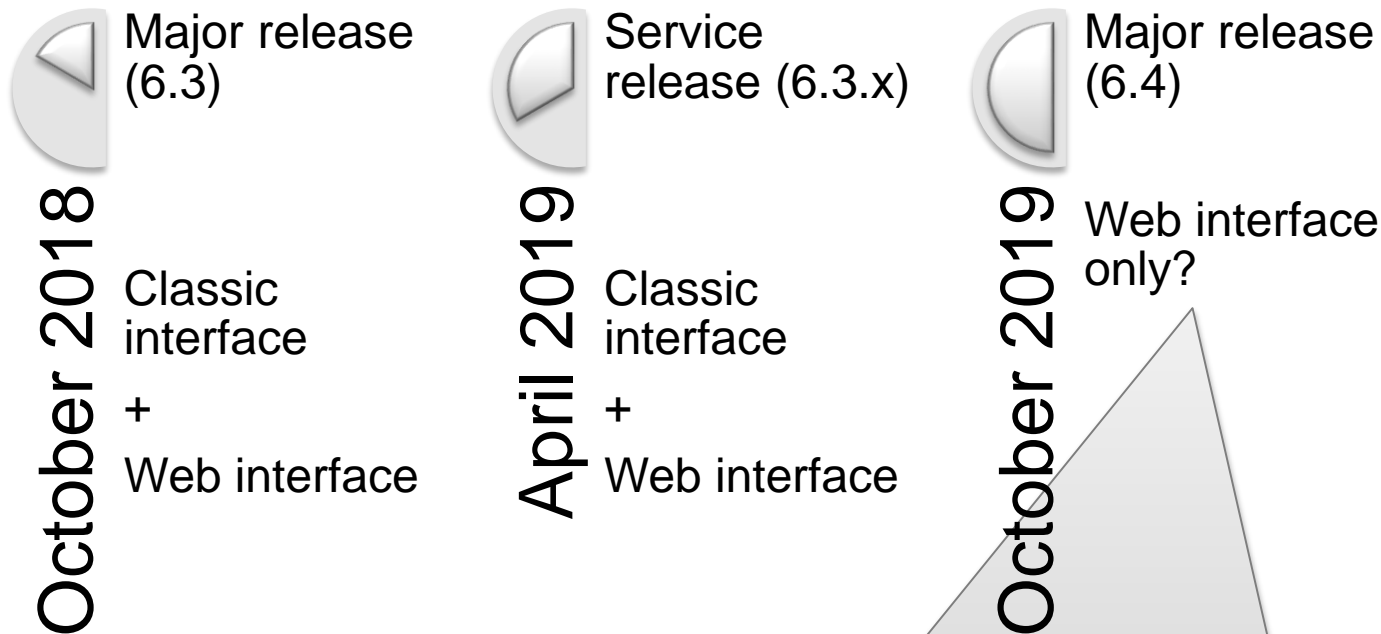 October 2018
Major release
(6.3)
Classic
interface
+
Web interface
April 2019
Service
release (6.3.x)
Classic
interface
+
Web interface
October 2019
Major release
(6.4)
Web interface
only?